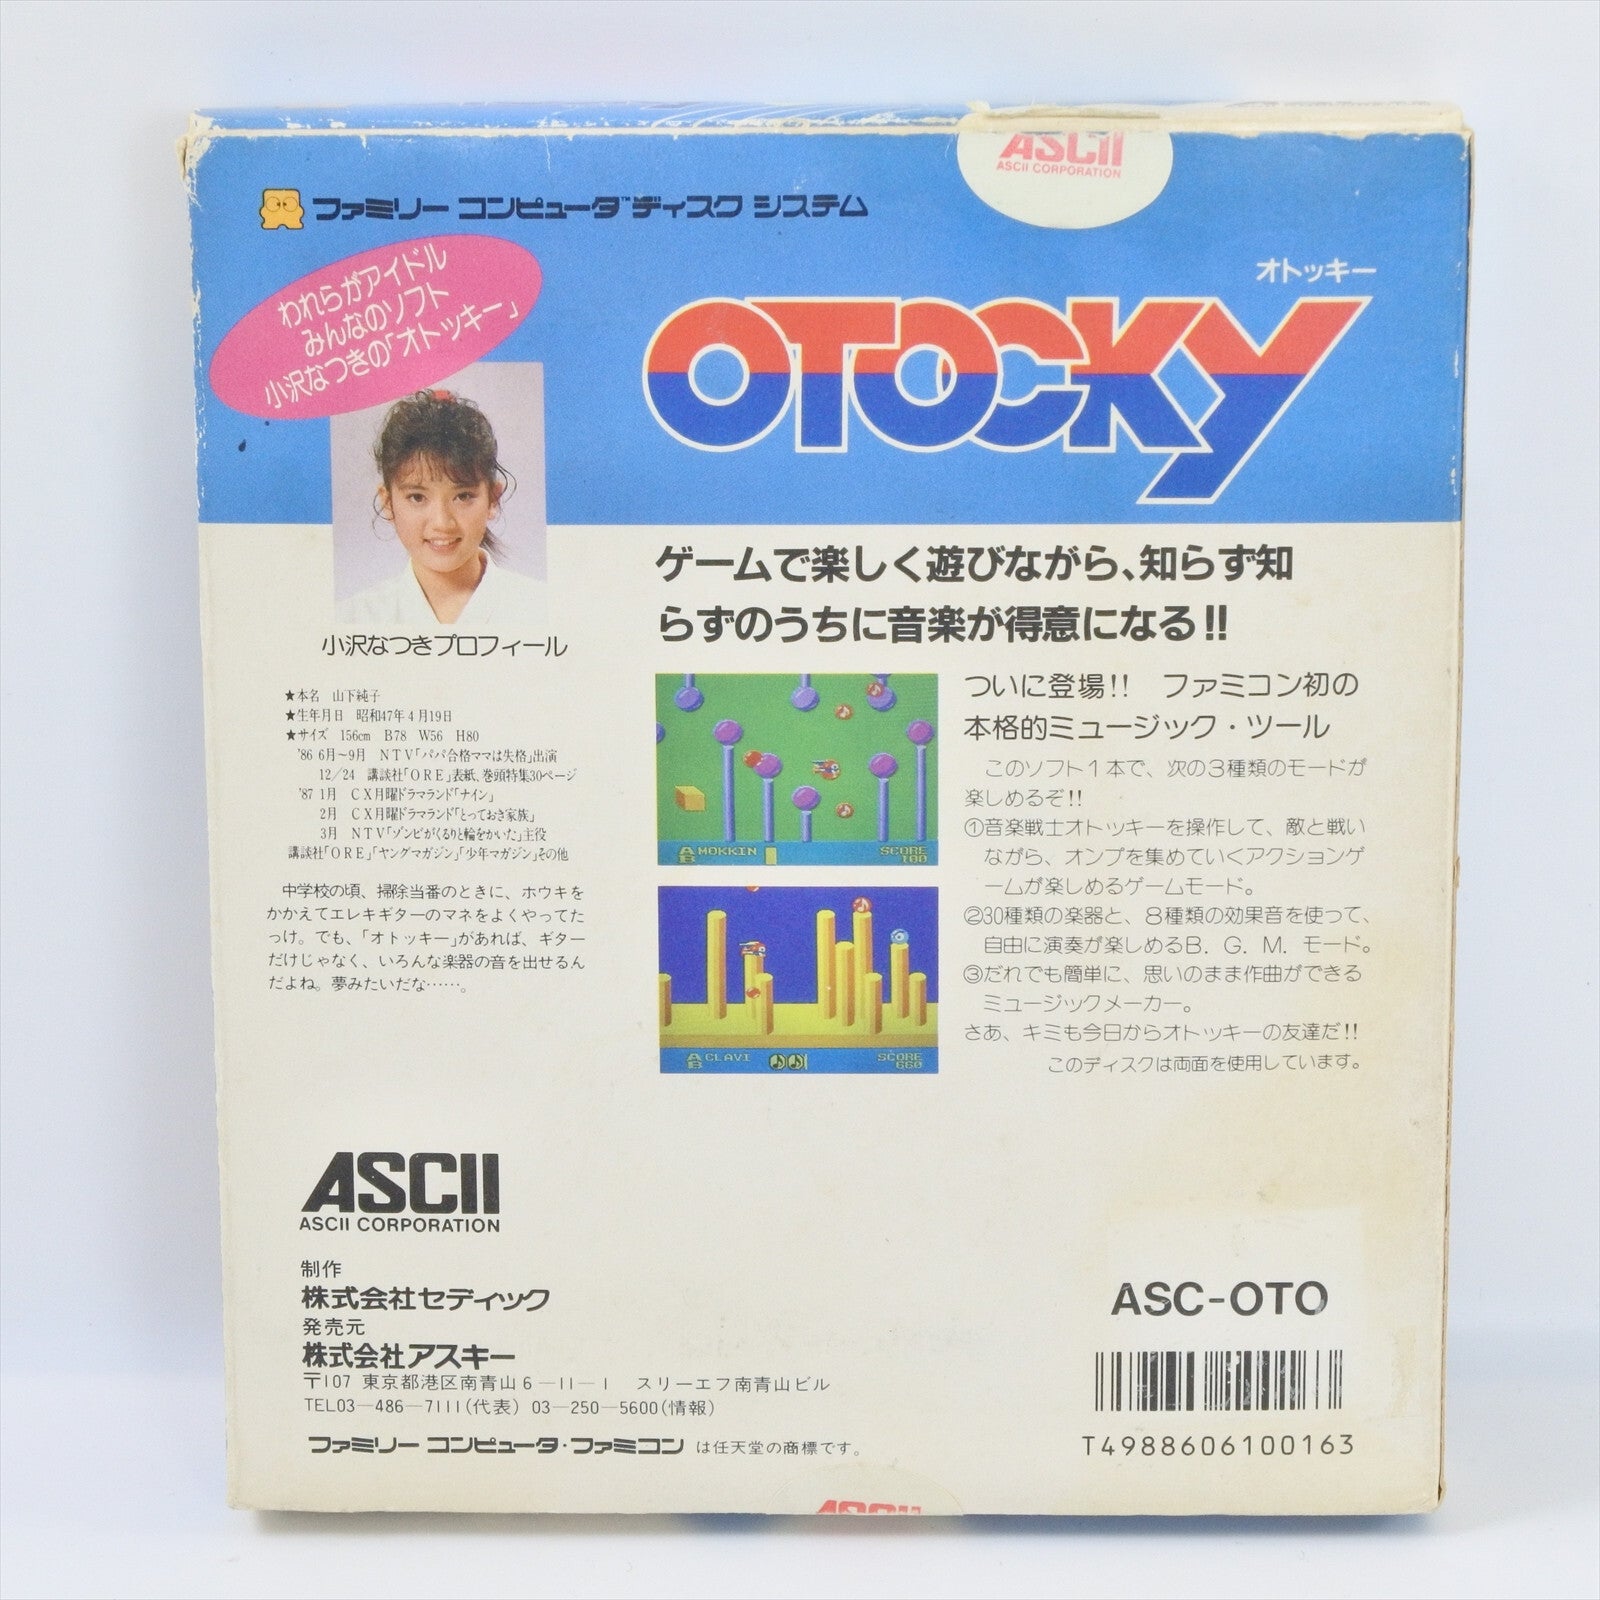 ASCII
ASCII CORPORATION
ファミリー コンピュータ™ディスク システム
われらがアイドル
みんなのソフト
小沢なつきの「オトッキー」
オトッキー
OTOCKY
小沢なつきプロフィール
★本名 山下純子
★生年月日 昭和47年4月19日
★サイズ 156cm B78 W56 H80
'86 6月〜9月 NTV「パパ合格ママは失格」出演
12/24 講談社「ORE」表紙、巻頭特集30ページ
'87 1月 CX月曜ドラマランド「ナイン」
2月 CX月曜ドラマランド「とっておき家族」
3月 NTV「ゾンビがくるりと輪をかいた」主役
講談社「ORE」「ヤングマガジン」「少年マガジン」その他
中学校の頃、掃除当番のときに、ホウキを
かかえてエレキギターのマネをよくやってた
っけ。でも、「オトッキー」があれば、ギター
だけじゃなく、いろんな楽器の音を出せるん
だよね。夢みたいだな……。
ゲームで楽しく遊びながら、知らず知
らずのうちに音楽が得意になる!!
A MOKKIN SCORE
B 100
A CLAVI SCORE
B 660
ついに登場!! ファミコン初の
本格的ミュージック・ツール
このソフト1本で、次の3種類のモードが
楽しめるぞ!!
①音楽戦士オトッキーを操作して、敵と戦い
ながら、オンプを集めていくアクションゲ
ームが楽しめるゲームモード。
②30種類の楽器と、8種類の効果音を使って、
自由に演奏が楽しめるB.G.M.モード。
③だれでも簡単に、思いのまま作曲ができる
ミュージックメーカー。
さあ、キミも今日からオトッキーの友達だ!!
このディスクは両面を使用しています。
ASCII
ASCII CORPORATION
制作
株式会社セディック
発売元
株式会社アスキー
〒107 東京都港区南青山6-11-1 スリーエフ南青山ビル
TEL03-486-7111(代表) 03-250-5600(情報)
ファミリー コンピュータ・ファミコン は任天堂の商標です。
ASC-OTO
T4988606100163
ASCII